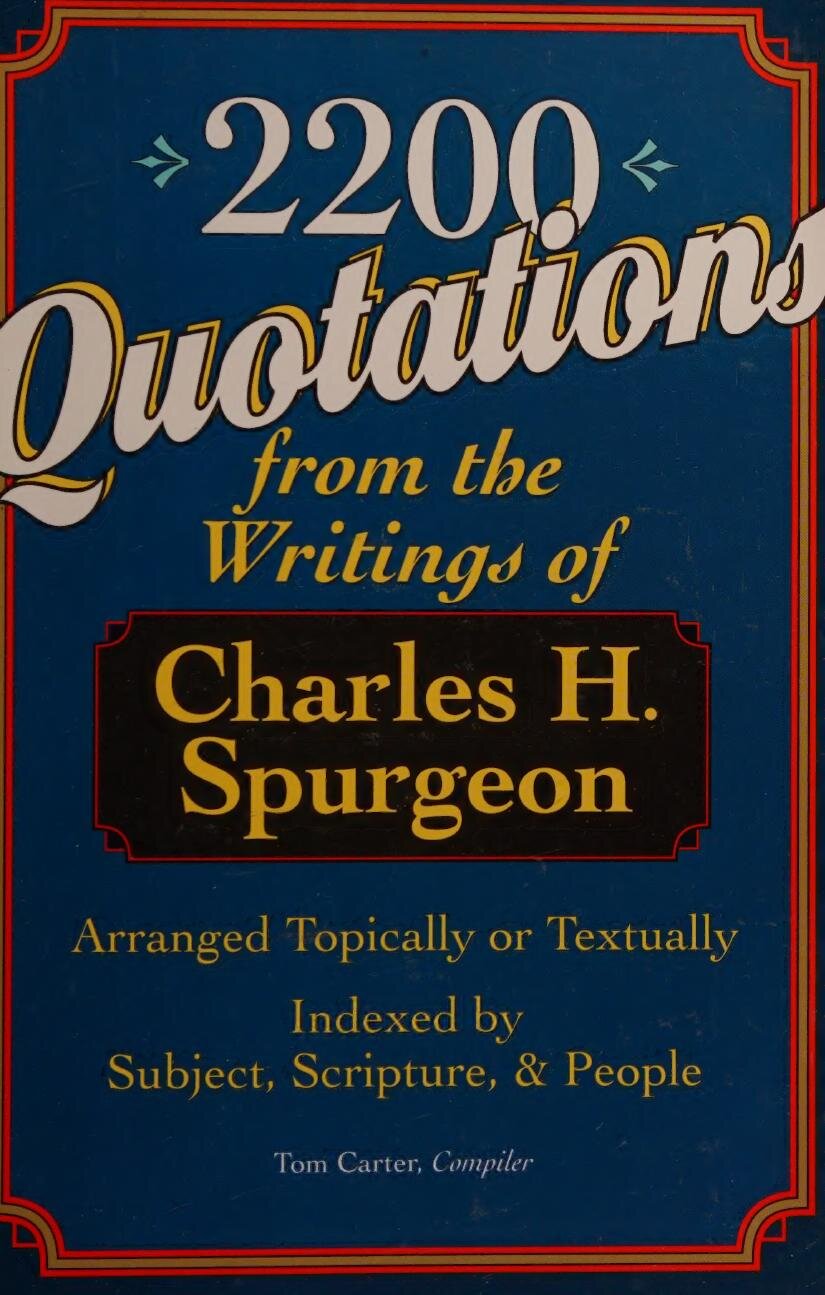 2200
Quotations
from the
Writings of
Charles H.
Spurgeon
Arranged Topically or Textually
Indexed by
Subject, Scripture, & People
Tom Carter, Compiler